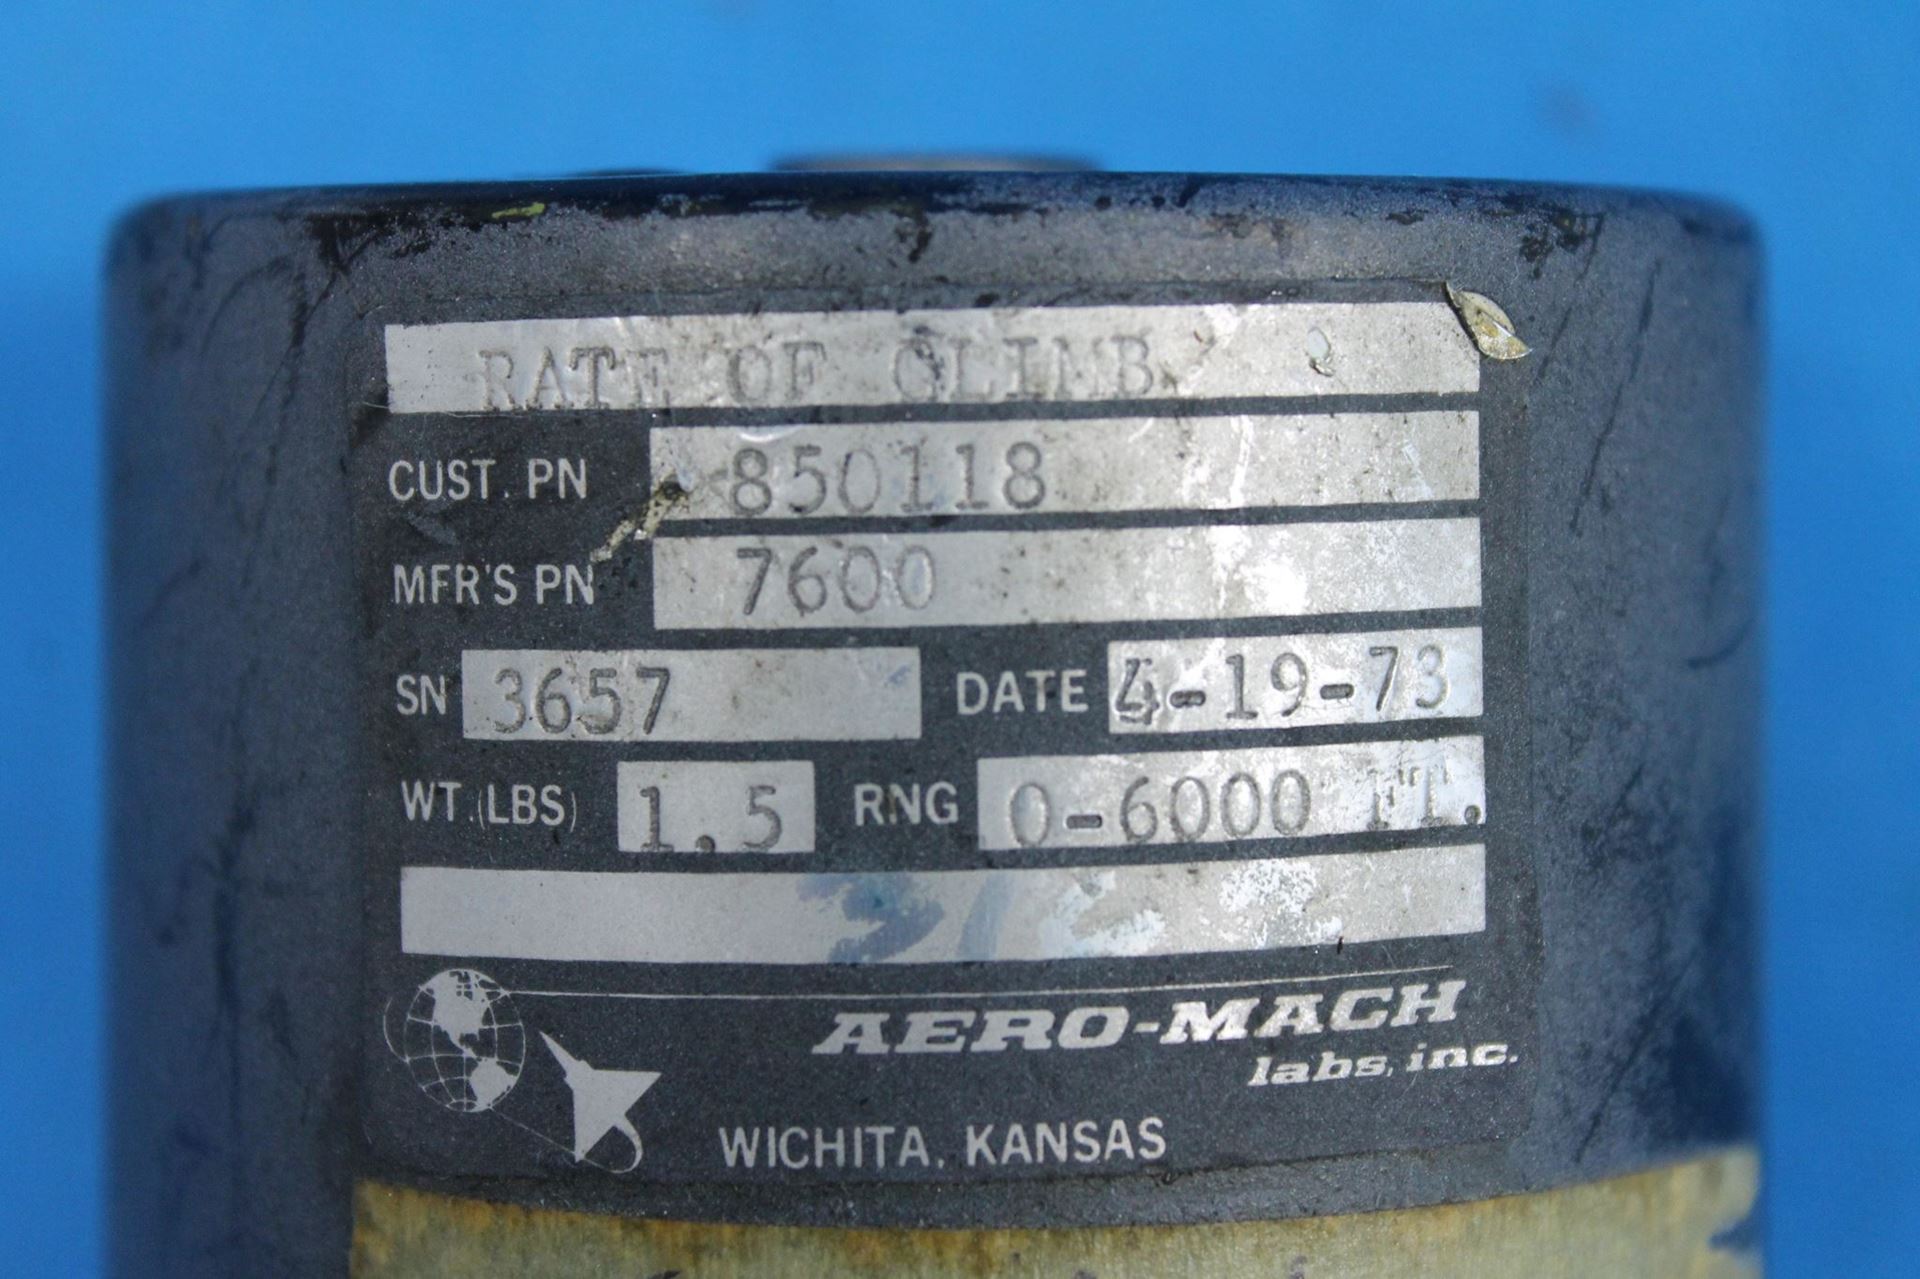 RATE OF CLIMB
CUST. PN 850118
MFR'S PN 7600
SN 3657 DATE 4-19-73
WT. (LBS) 1.5 RNG 0-6000 FT.
AERO-MACH
labs, inc.
WICHITA, KANSAS